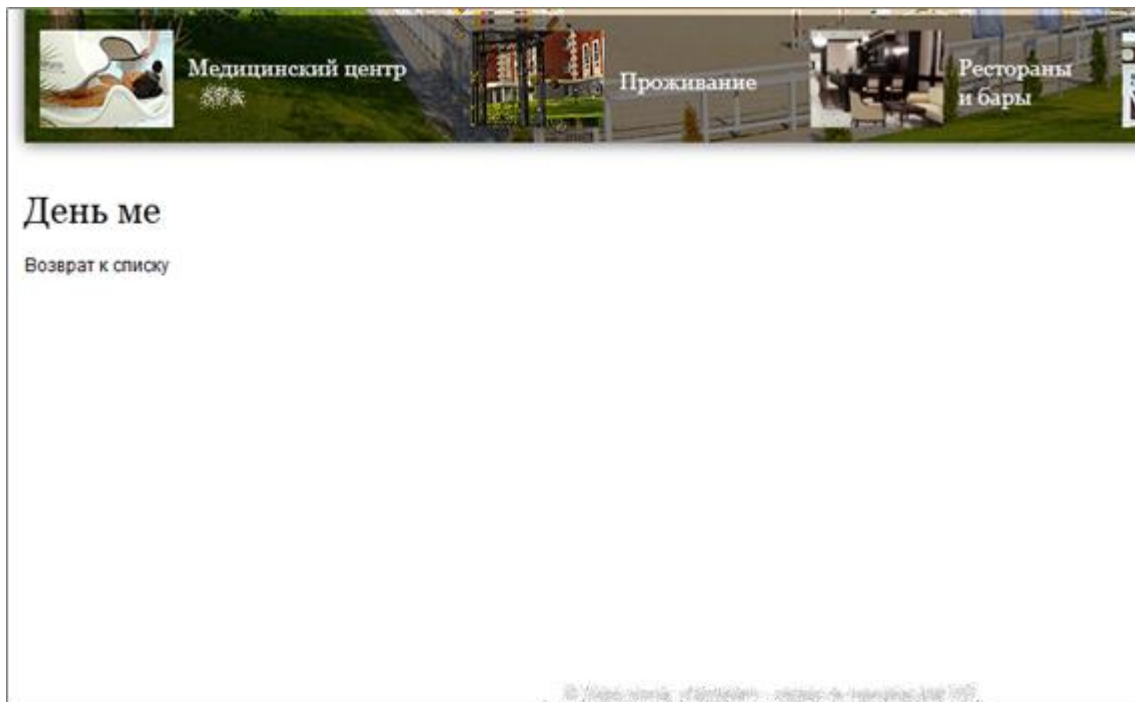 Медицинский центр
Проживание
Рестораны
и бары
День ме
Возврат к списку